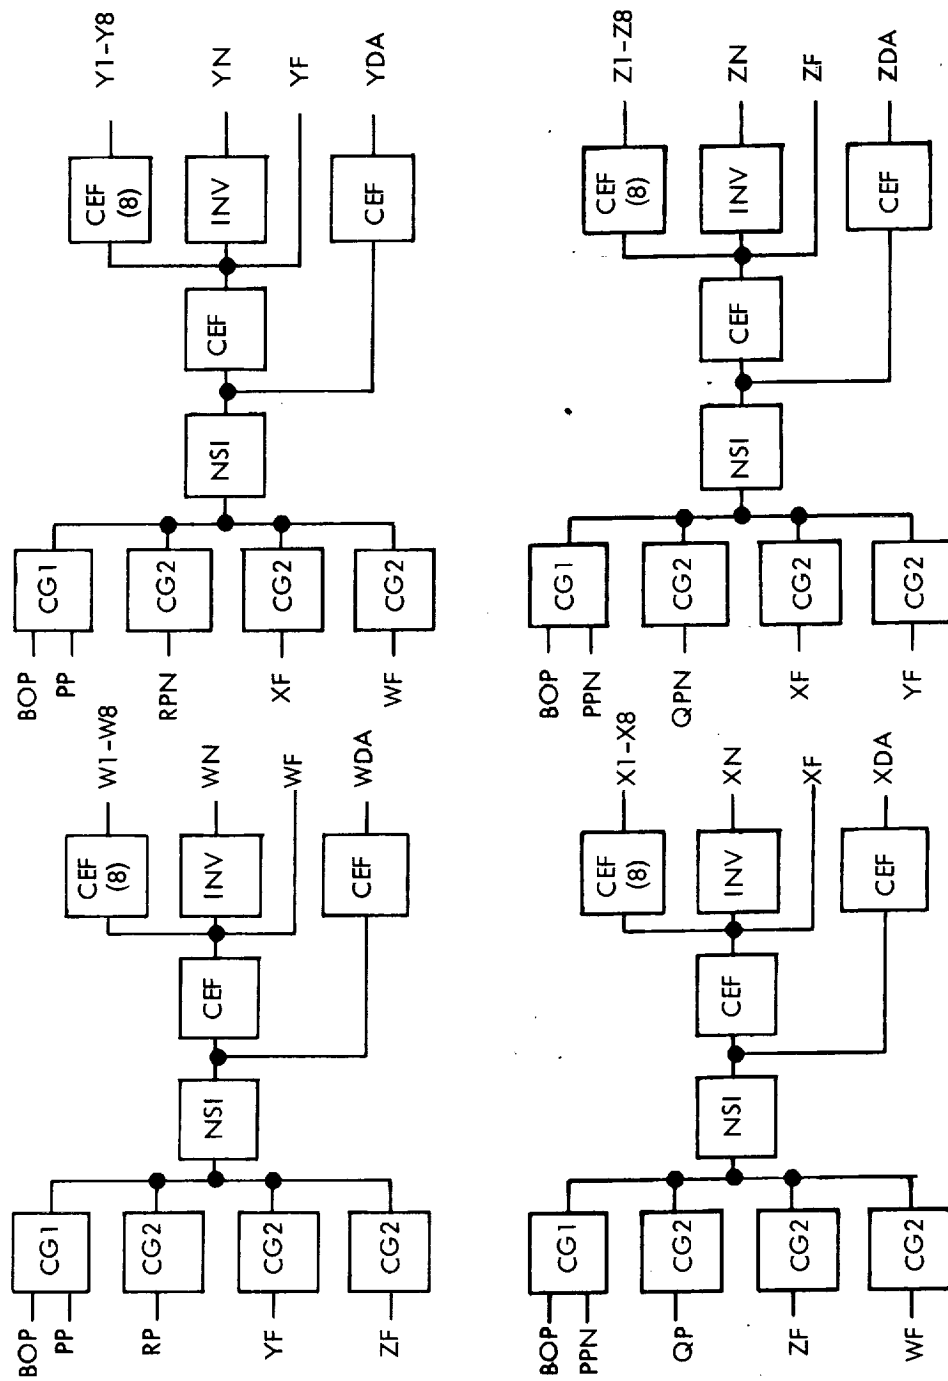 BOP
PP
RP
YF
ZF
CG1
CG2
CG2
CG2
NSI
CEF
CEF
(8)
INV
CEF
W1-W8
WN
WF
WDA
BOP
PP
RPN
XF
WF
CG1
CG2
CG2
CG2
NSI
CEF
CEF
(8)
INV
CEF
Y1-Y8
YN
YF
YDA
BOP
PPN
QP
ZF
WF
CG1
CG2
CG2
CG2
NSI
CEF
CEF
(8)
INV
CEF
X1-X8
XN
XF
XDA
BOP
PPN
QPN
XF
YF
CG1
CG2
CG2
CG2
NSI
CEF
CEF
(8)
INV
CEF
Z1-Z8
ZN
ZF
ZDA